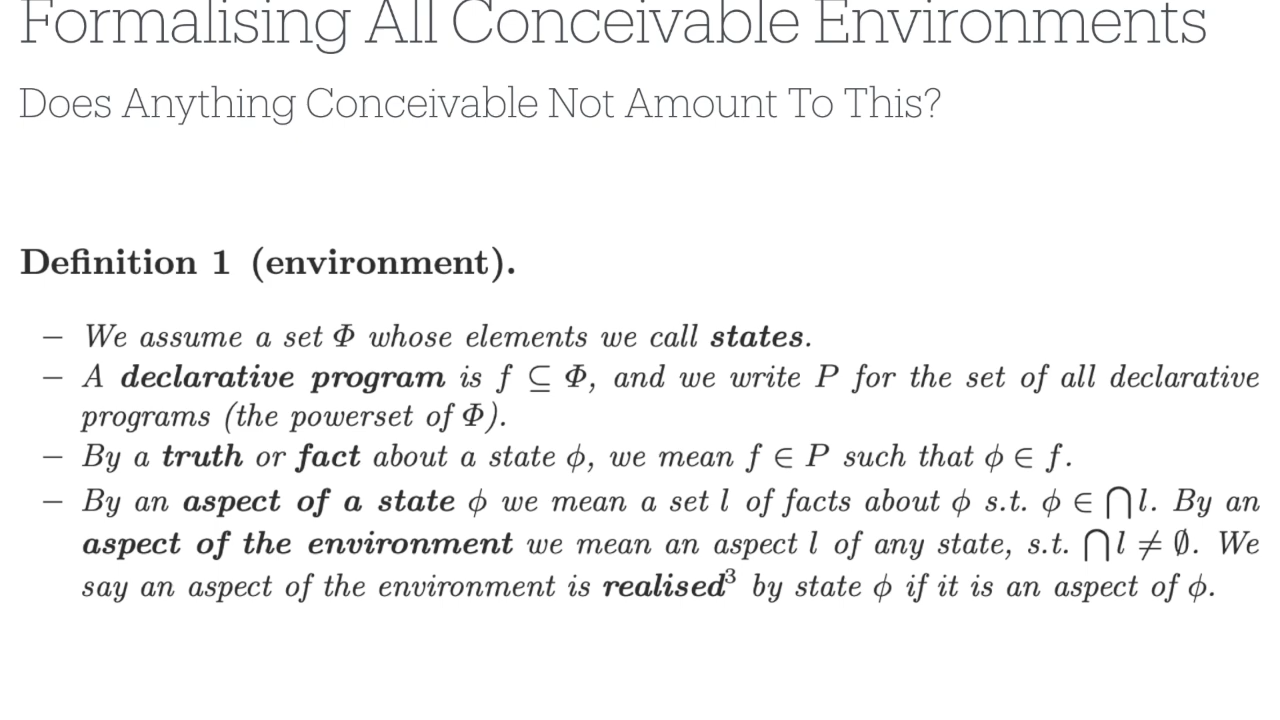 Formalising All Conceivable Environments
Does Anything Conceivable Not Amount To This?
Definition 1 (environment).
– We assume a set Φ whose elements we call states.
– A declarative program is f ⊆ Φ, and we write P for the set of all declarative
programs (the powerset of Φ).
– By a truth or fact about a state ϕ, we mean f ∈ P such that ϕ ∈ f.
– By an aspect of a state ϕ we mean a set l of facts about ϕ s.t. ϕ ∈ ⋂l. By an
aspect of the environment we mean an aspect l of any state, s.t. ⋂l ≠ ∅. We
say an aspect of the environment is realised³ by state ϕ if it is an aspect of ϕ.